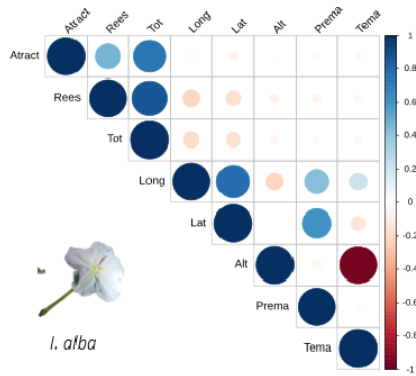 Atract Rees Tot Long Lat Alt Prema Tema
Atract
Rees
Tot
Long
Lat
Alt
Prema
Tema
1
0.8
0.6
0.4
0.2
0
-0.2
-0.4
-0.6
-0.8
-1
I. alba